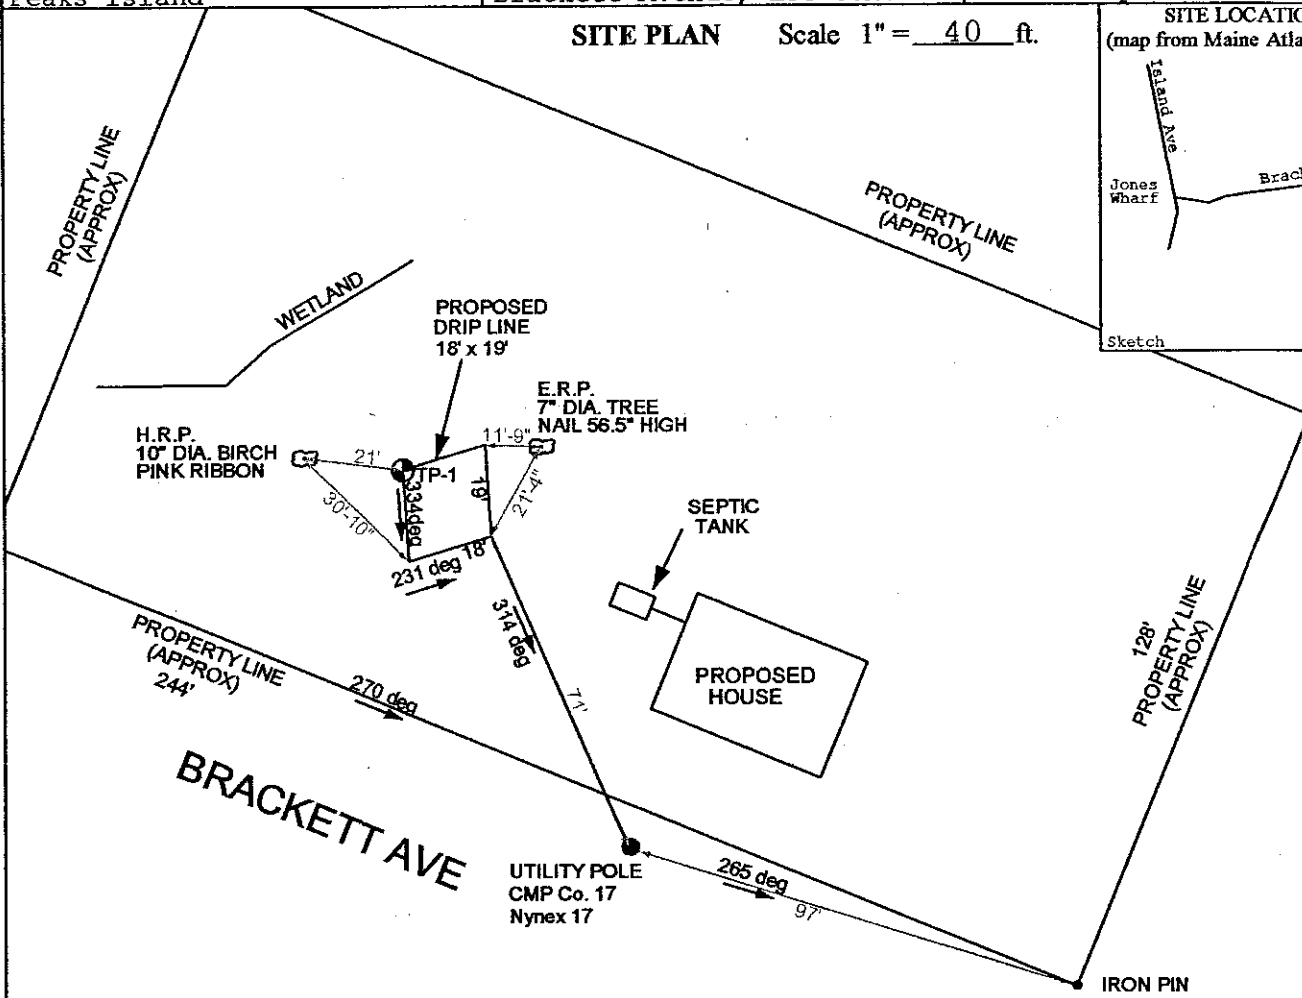 SITE PLAN Scale 1" = 40 ft.
SITE LOCATIO
(map from Maine Atla
Island Ave
Jones
Wharf
Brack
Sketch
PROPERTY LINE
(APPROX)
PROPERTY LINE
(APPROX)
WETLAND
PROPOSED
DRIP LINE
18' x 19'
E.R.P.
7" DIA. TREE
NAIL 56.5" HIGH
H.R.P.
10" DIA. BIRCH
PINK RIBBON
21'
TP-1
11'-9"
334deg
19'
21'-4"
30'-10"
18'
231 deg
SEPTIC
TANK
314 deg
71'
PROPOSED
HOUSE
128'
PROPERTY LINE
(APPROX)
PROPERTY LINE
(APPROX)
244'
270 deg
BRACKETT AVE
UTILITY POLE
CMP Co. 17
Nynex 17
265 deg
97'
IRON PIN